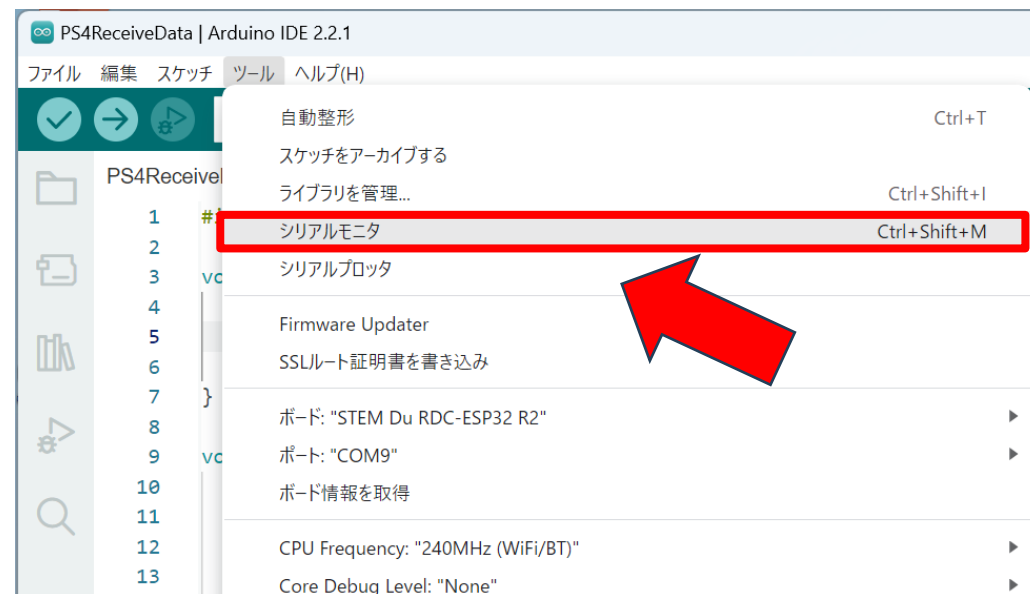 PS4ReceiveData | Arduino IDE 2.2.1
ファイル 編集 スケッチ ツール ヘルプ(H)
自動整形 Ctrl+T
スケッチをアーカイブする
ライブラリを管理... Ctrl+Shift+I
シリアルモニタ Ctrl+Shift+M
シリアルプロッタ
Firmware Updater
SSLルート証明書を書き込み
ボード: "STEM Du RDC-ESP32 R2"
ポート: "COM9"
ボード情報を取得
CPU Frequency: "240MHz (WiFi/BT)"
Core Debug Level: "None"
PS4Receive
1 #
2
3 vo
4
5
6
7 }
8
9 vo
10
11
12
13